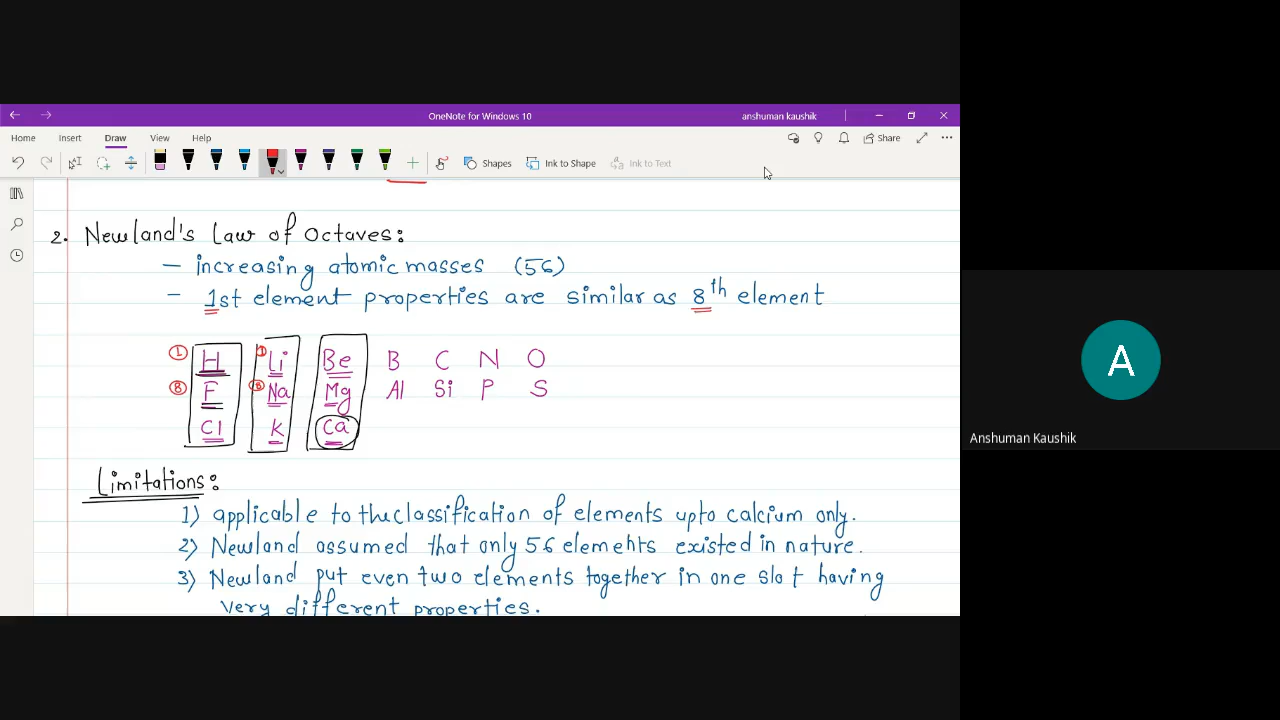 OneNote for Windows 10
anshuman kaushik
Home Insert Draw View Help
Share
Shapes Ink to Shape Ink to Text
2. Newland's Law of Octaves:
— increasing atomic masses (56)
- 1st element properties are similar as 8th element
1 H 1 Li Be B C N O
8 F 8 Na Mg Al Si P S
Cl K Ca
Limitations:
1) applicable to the classification of elements upto calcium only.
2) Newland assumed that only 56 elements existed in nature.
3) Newland put even two elements together in one slot having
very different properties.
A
Anshuman Kaushik